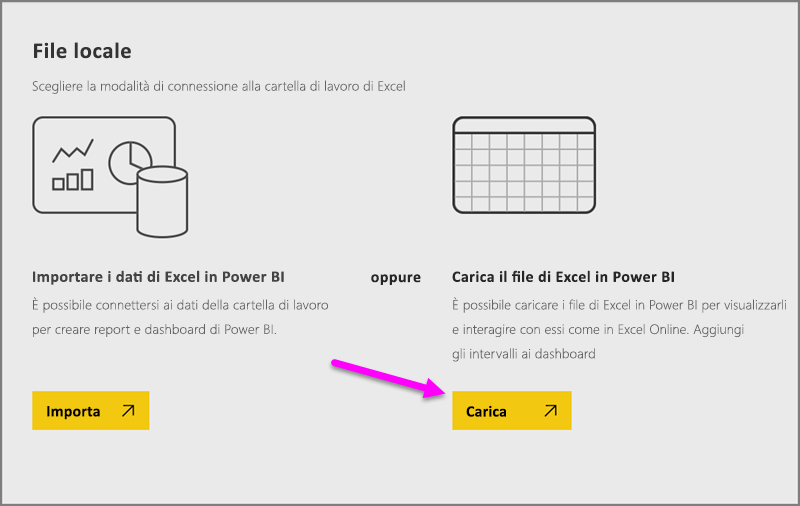 File locale
Scegliere la modalità di connessione alla cartella di lavoro di Excel
Importare i dati di Excel in Power BI
È possibile connettersi ai dati della cartella di lavoro
per creare report e dashboard di Power BI.
Importa
oppure
Carica il file di Excel in Power BI
È possibile caricare i file di Excel in Power BI per visualizzarli
e interagire con essi come in Excel Online. Aggiungi
gli intervalli ai dashboard
Carica